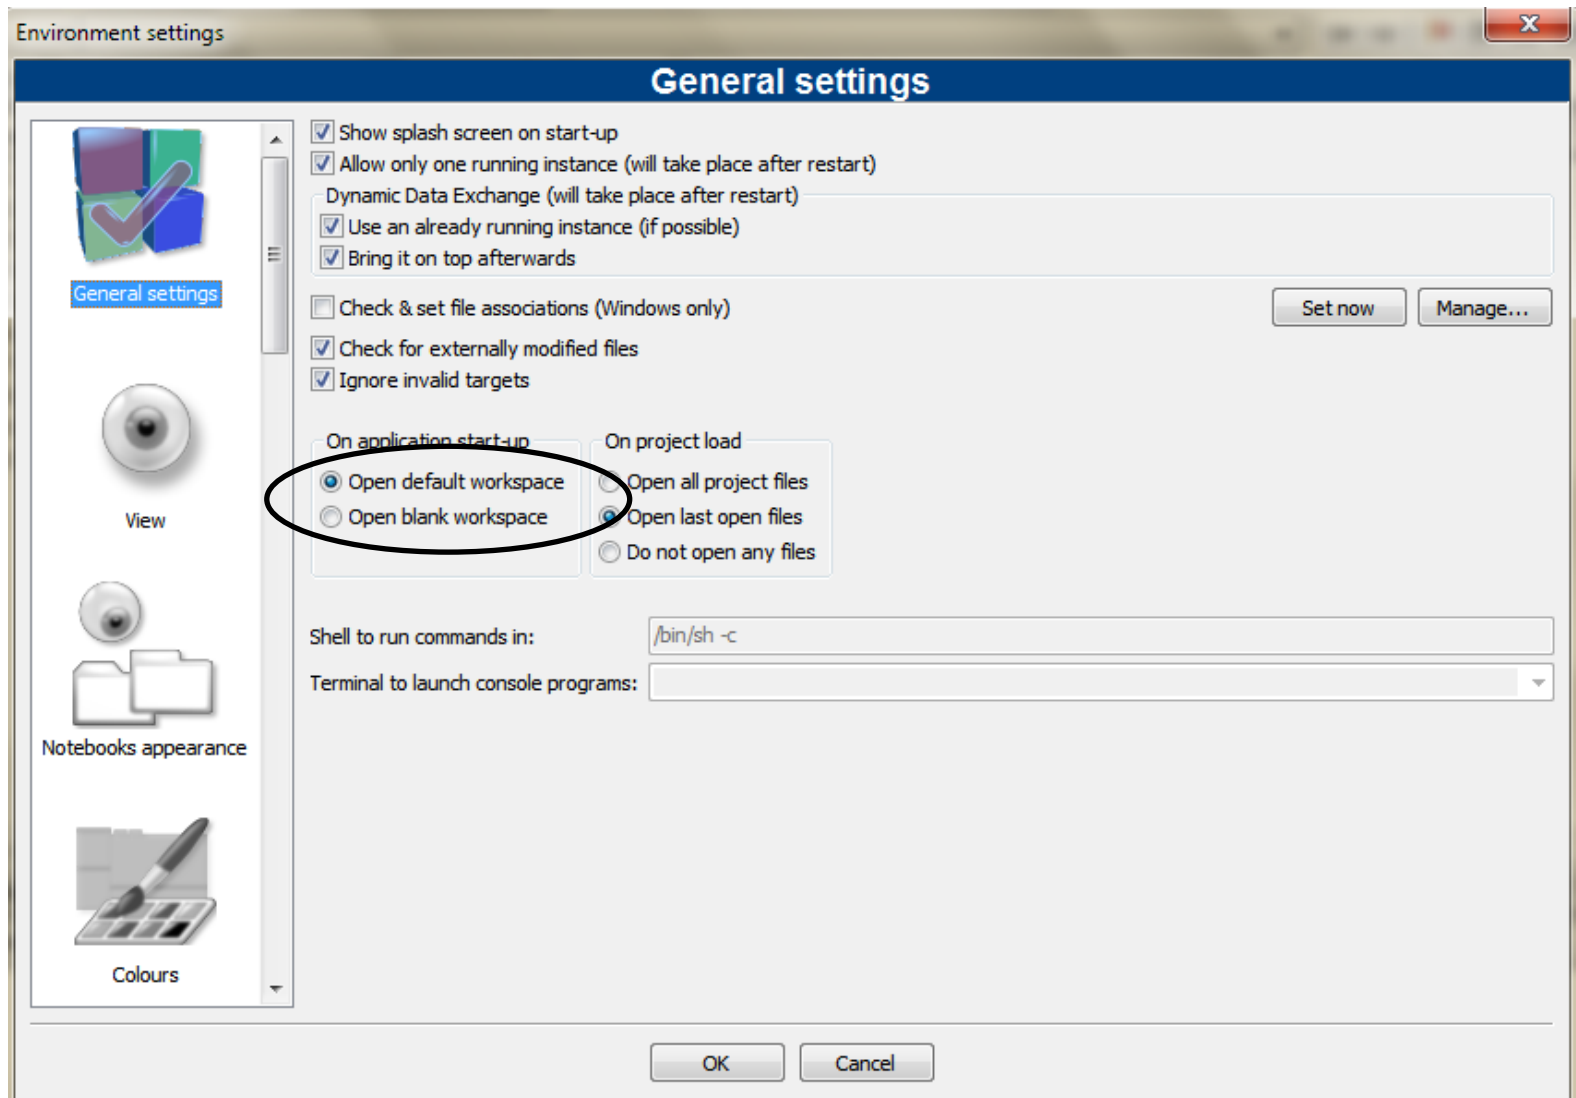 Environment settings
General settings
Show splash screen on start-up
Allow only one running instance (will take place after restart)
Dynamic Data Exchange (will take place after restart)
Use an already running instance (if possible)
Bring it on top afterwards
General settings
Check & set file associations (Windows only)
Set now
Manage...
Check for externally modified files
Ignore invalid targets
On application start-up
Open default workspace
Open blank workspace
On project load
Open all project files
Open last open files
Do not open any files
View
Shell to run commands in:
/bin/sh -c
Terminal to launch console programs:
Notebooks appearance
Colours
OK
Cancel